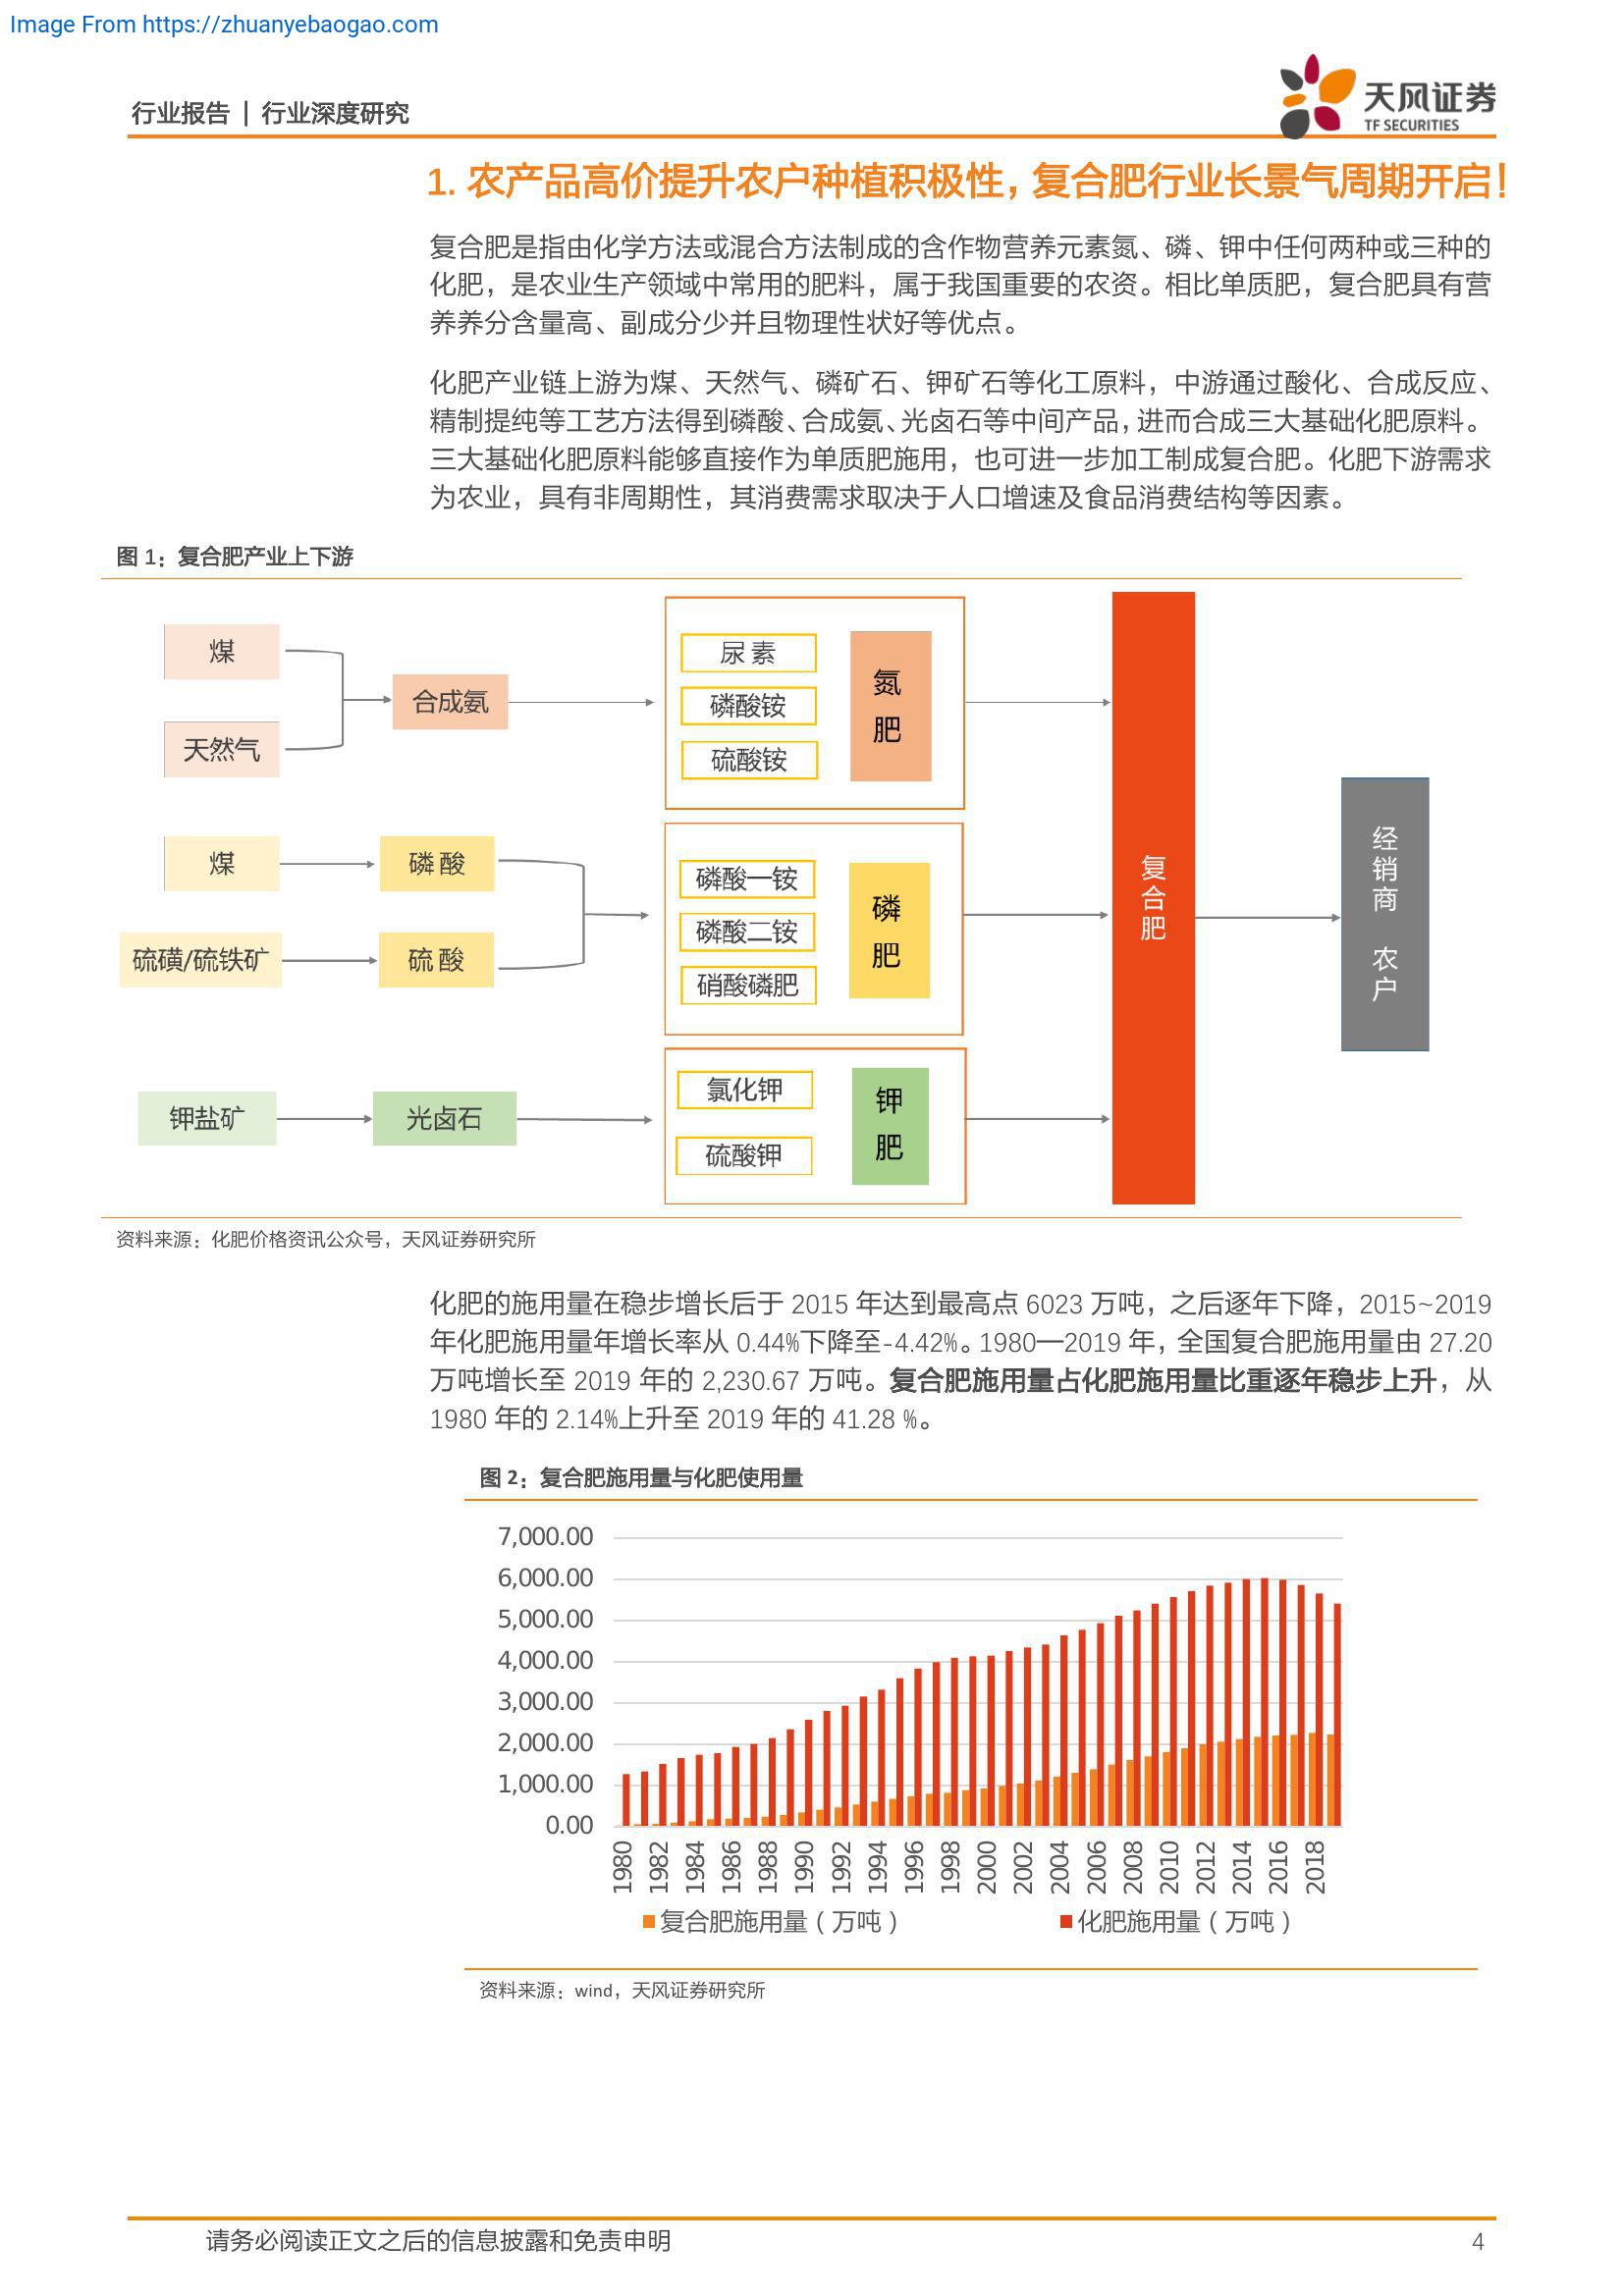 Image From https://zhuanyebaogao.com
行业报告 | 行业深度研究
天风证券
TF SECURITIES
1. 农产品高价提升农户种植积极性，复合肥行业长景气周期开启！
复合肥是指由化学方法或混合方法制成的含作物营养元素氮、磷、钾中任何两种或三种的
化肥，是农业生产领域中常用的肥料，属于我国重要的农资。相比单质肥，复合肥具有营
养养分含量高、副成分少并且物理性状好等优点。
化肥产业链上游为煤、天然气、磷矿石、钾矿石等化工原料，中游通过酸化、合成反应、
精制提纯等工艺方法得到磷酸、合成氨、光卤石等中间产品，进而合成三大基础化肥原料。
三大基础化肥原料能够直接作为单质肥施用，也可进一步加工制成复合肥。化肥下游需求
为农业，具有非周期性，其消费需求取决于人口增速及食品消费结构等因素。
图 1：复合肥产业上下游
煤
天然气
合成氨
尿 素
磷酸铵
硫酸铵
氮
肥
煤
磷 酸
硫磺/硫铁矿
硫 酸
磷酸一铵
磷酸二铵
硝酸磷肥
磷
肥
钾盐矿
光卤石
氯化钾
硫酸钾
钾
肥
复
合
肥
经
销
商
农
户
资料来源：化肥价格资讯公众号，天风证券研究所
化肥的施用量在稳步增长后于 2015 年达到最高点 6023 万吨，之后逐年下降，2015~2019
年化肥施用量年增长率从 0.44%下降至-4.42%。1980—2019 年，全国复合肥施用量由 27.20
万吨增长至 2019 年的 2,230.67 万吨。复合肥施用量占化肥施用量比重逐年稳步上升，从
1980 年的 2.14%上升至 2019 年的 41.28 %。
图 2：复合肥施用量与化肥使用量
7,000.00
6,000.00
5,000.00
4,000.00
3,000.00
2,000.00
1,000.00
0.00
1980 1982 1984 1986 1988 1990 1992 1994 1996 1998 2000 2002 2004 2006 2008 2010 2012 2014 2016 2018
复合肥施用量（万吨） 化肥施用量（万吨）
资料来源：wind，天风证券研究所
请务必阅读正文之后的信息披露和免责申明 4